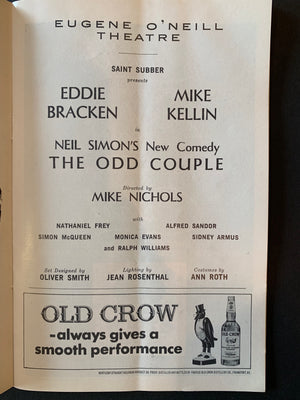 EUGENE O'NEILL
THEATRE
SAINT SUBBER
presents
EDDIE MIKE
BRACKEN KELLIN
in
NEIL SIMON'S New Comedy
THE ODD COUPLE
Directed by
MIKE NICHOLS
with
NATHANIEL FREY ALFRED SANDOR
SIMON McQUEEN MONICA EVANS SIDNEY ARMUS
and RALPH WILLIAMS
Set Designed by Lighting by Costumes by
OLIVER SMITH JEAN ROSENTHAL ANN ROTH
OLD CROW
-always gives a
smooth performance